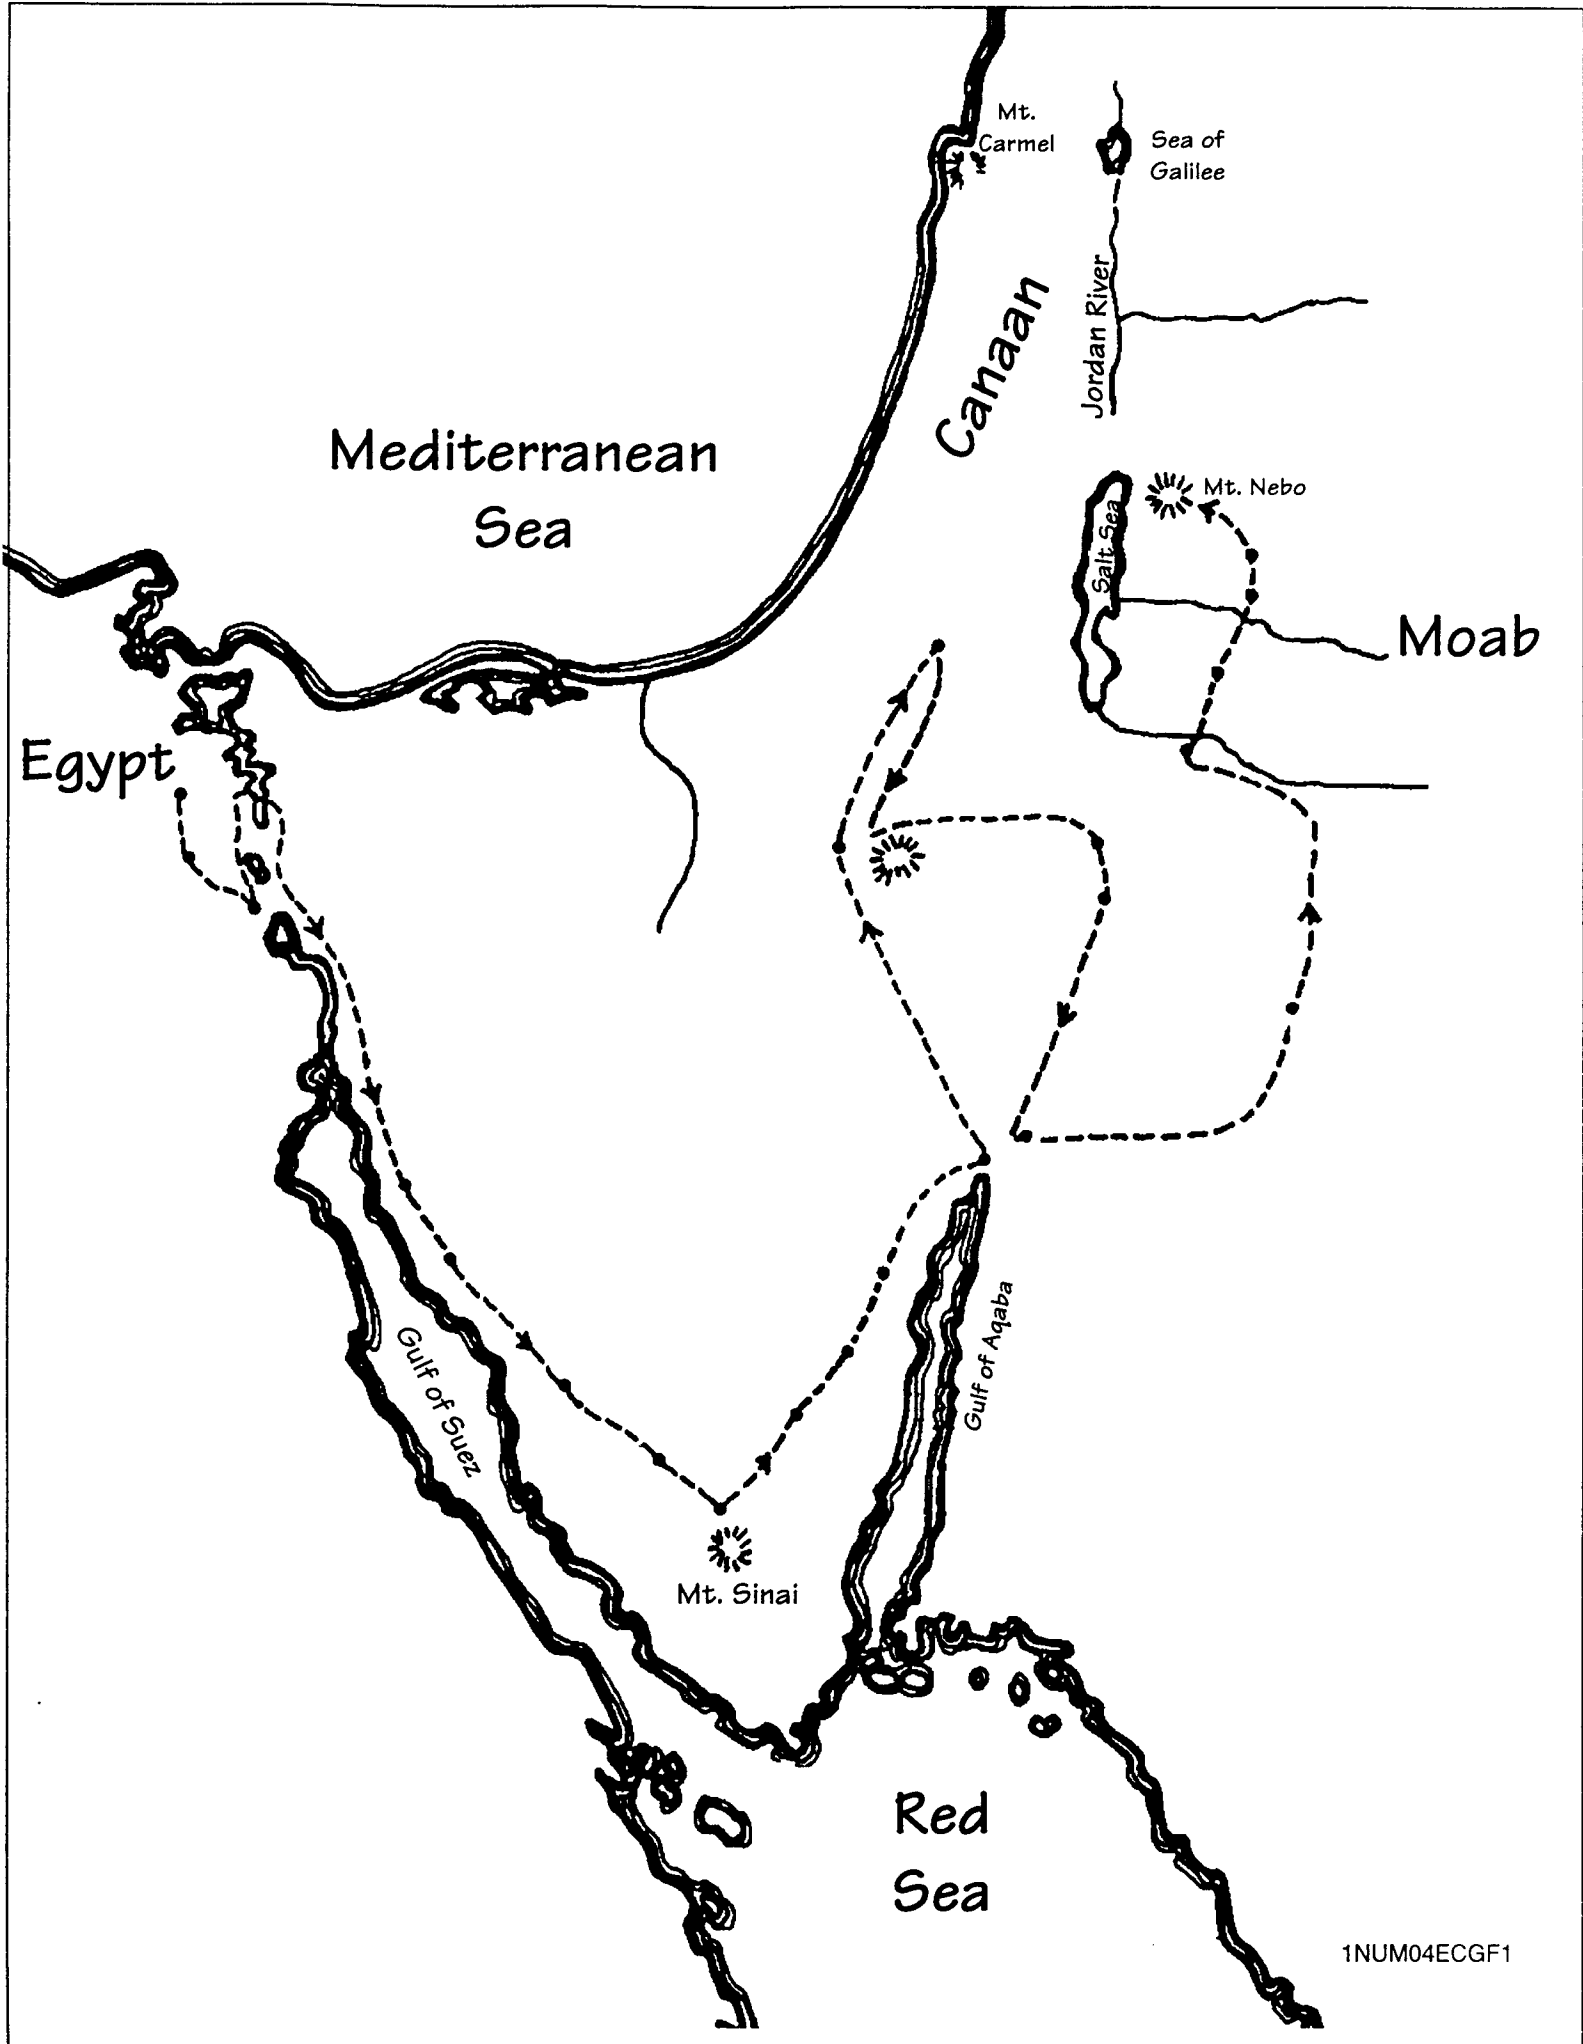 Mt.
Carmel
Sea of
Galilee
Jordan River
Canaan
Mediterranean
Sea
Mt. Nebo
Salt Sea
Moab
Egypt
Gulf of Aqaba
Gulf of Suez
Mt. Sinai
Red
Sea
1NUM04ECGF1